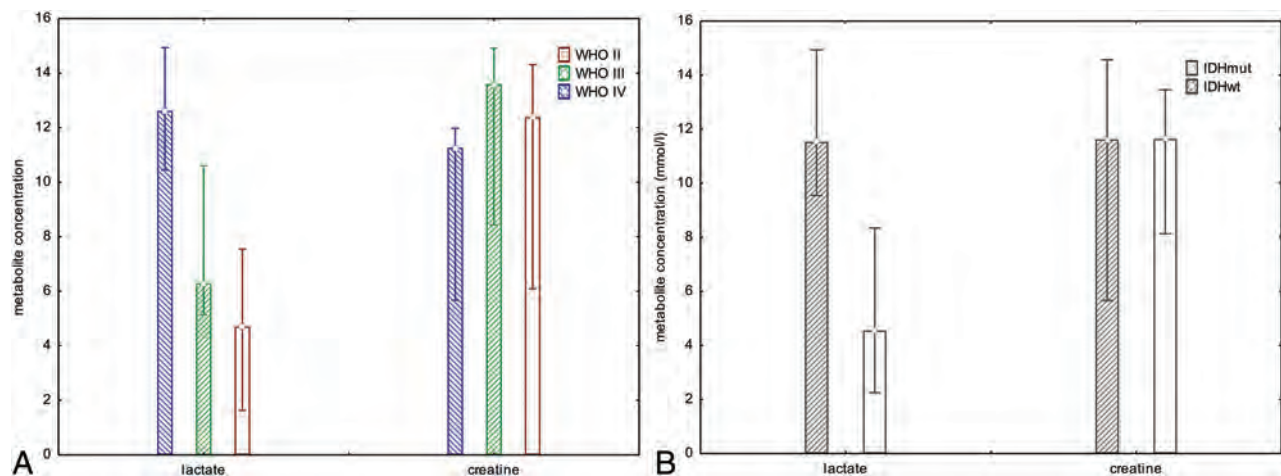 16
14
12
10
8
6
4
2
0
metabolite concentration
WHO II
WHO III
WHO IV
lactate
creatine
A
16
14
12
10
8
6
4
2
0
metabolite concentration (mmol/l)
IDHmut
IDHwt
lactate
creatine
B